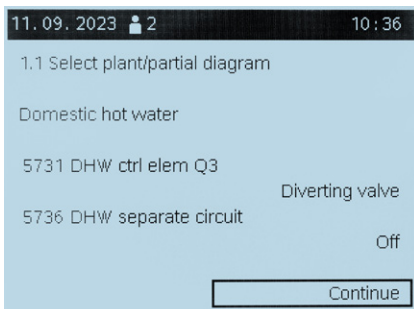 11.09.2023 2 10:36
1.1 Select plant/partial diagram
Domestic hot water
5731 DHW ctrl elem Q3
Diverting valve
5736 DHW separate circuit
Off
Continue